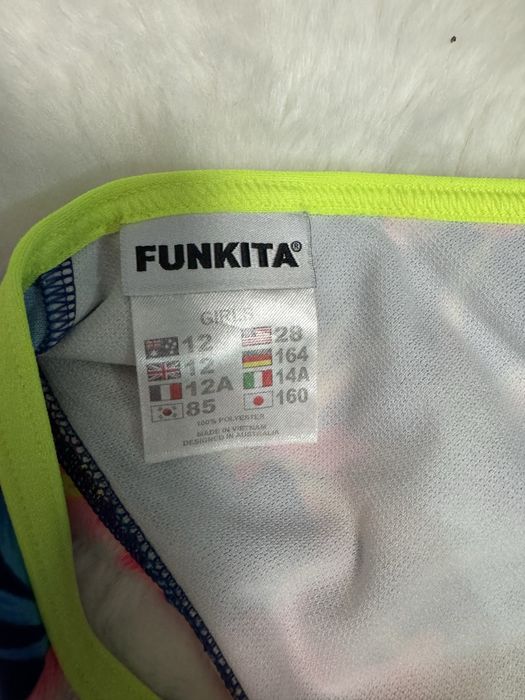 FUNKITA®
GIRLS
12 28
12 164
12A 14A
85 160
100% POLYESTER
MADE IN VIETNAM
DESIGNED IN AUSTRALIA